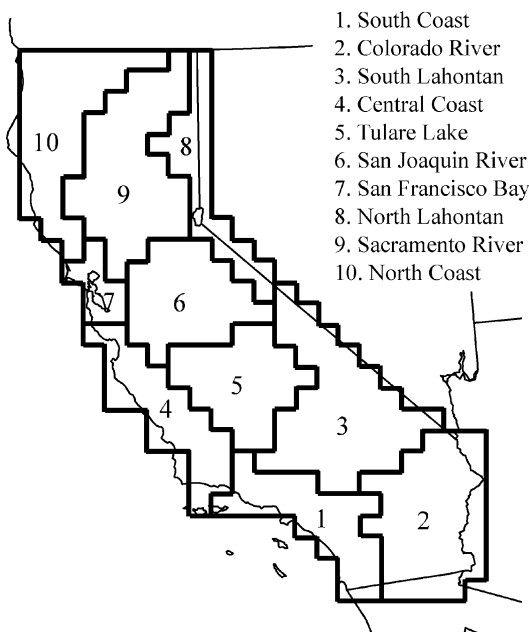 1. South Coast
2. Colorado River
3. South Lahontan
4. Central Coast
5. Tulare Lake
6. San Joaquin River
7. San Francisco Bay
8. North Lahontan
9. Sacramento River
10. North Coast
10
8
9
7
6
5
4
3
1
2